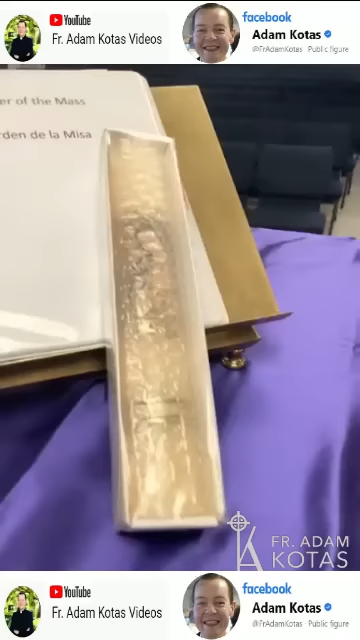 YouTube
Fr. Adam Kotas Videos
facebook
Adam Kotas
@FrAdamKotas · Public figure
er of the Mass
rden de la Misa
FR. ADAM
KOTAS
YouTube
Fr. Adam Kotas Videos
facebook
Adam Kotas
@FrAdamKotas · Public figure